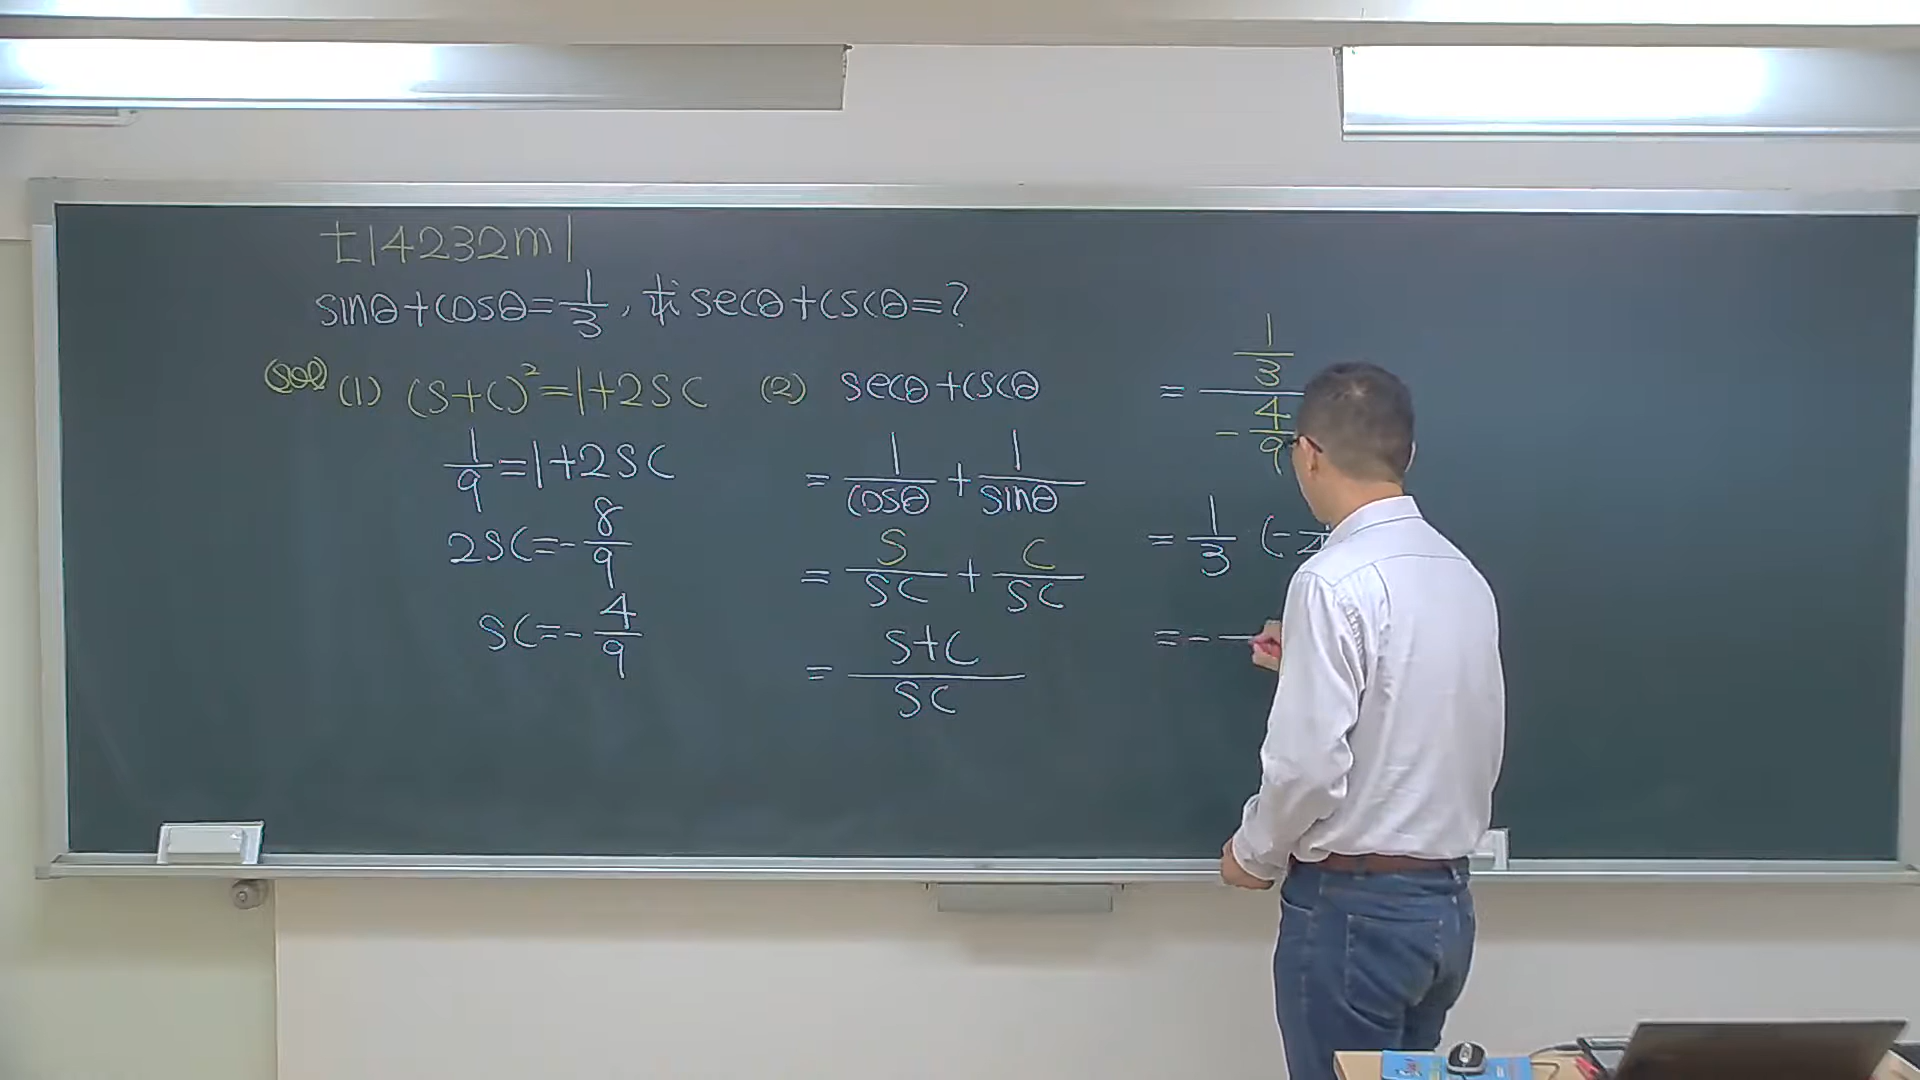 ±14232m1
sinθ+cosθ=1/3, 求secθ+cscθ=?
(sol) (1) (s+c)²=1+2sc
1/9=1+2sc
2sc=-8/9
sc=-4/9
(2) secθ+cscθ
=1/cosθ+1/sinθ
=s/sc+c/sc
=(s+c)/sc
=(1/3)/(-4/9)
=1/3·(-
=-